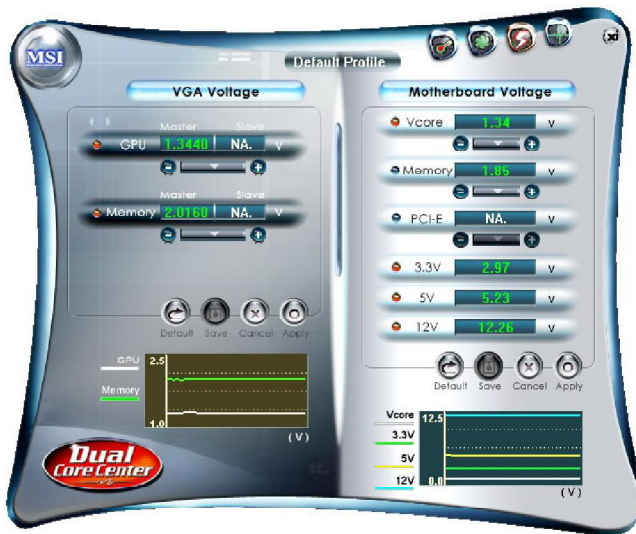 MSI
Default Profile
xi
VGA Voltage
Master Slave
GPU 1.3440 NA. V
Master Slave
Memory 2.0160 NA. V
Default Save Cancel Apply
GPU
Memory
2.5
1.0
(V)
Dual
Core Center
Motherboard Voltage
Vcore 1.34 V
Memory 1.85 V
PCI-E NA. V
3.3V 2.97 V
5V 5.23 V
12V 12.26 V
Default Save Cancel Apply
Vcore
3.3V
5V
12V
12.5
0.0
(V)